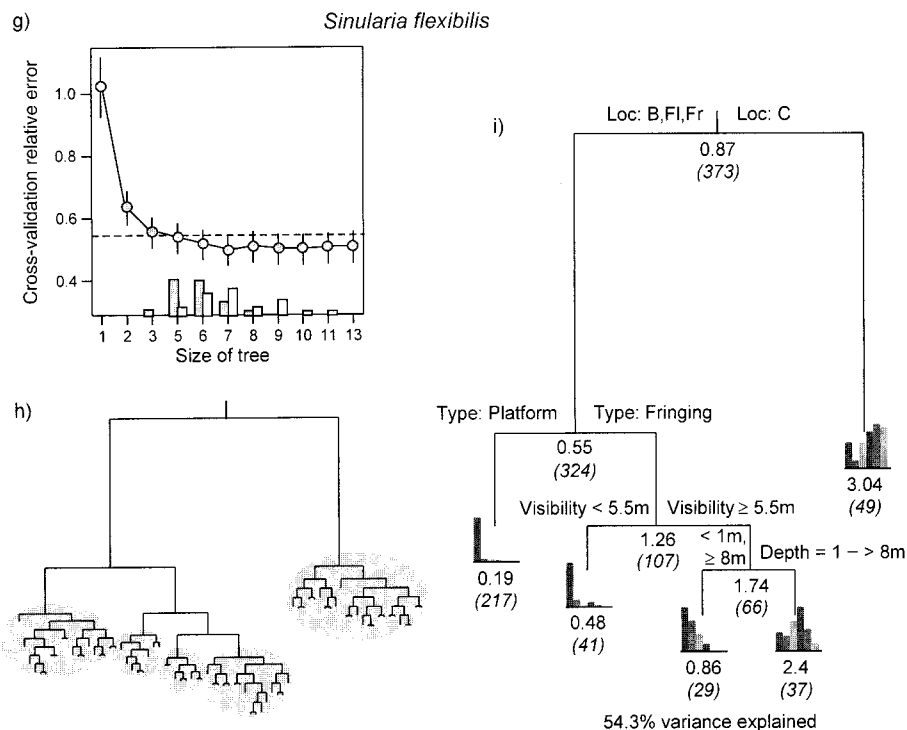 g)
Sinularia flexibilis
Cross-validation relative error
1.0
0.8
0.6
0.4
1 2 3 5 6 7 8 9 10 11 13
Size of tree
h)
i)
Loc: B,Fl,Fr
Loc: C
0.87
(373)
Type: Platform
Type: Fringing
0.55
(324)
3.04
(49)
Visibility < 5.5m
Visibility ≥ 5.5m
0.19
(217)
1.26
(107)
< 1m,
≥ 8m
Depth = 1 – > 8m
0.48
(41)
1.74
(66)
0.86
(29)
2.4
(37)
54.3% variance explained